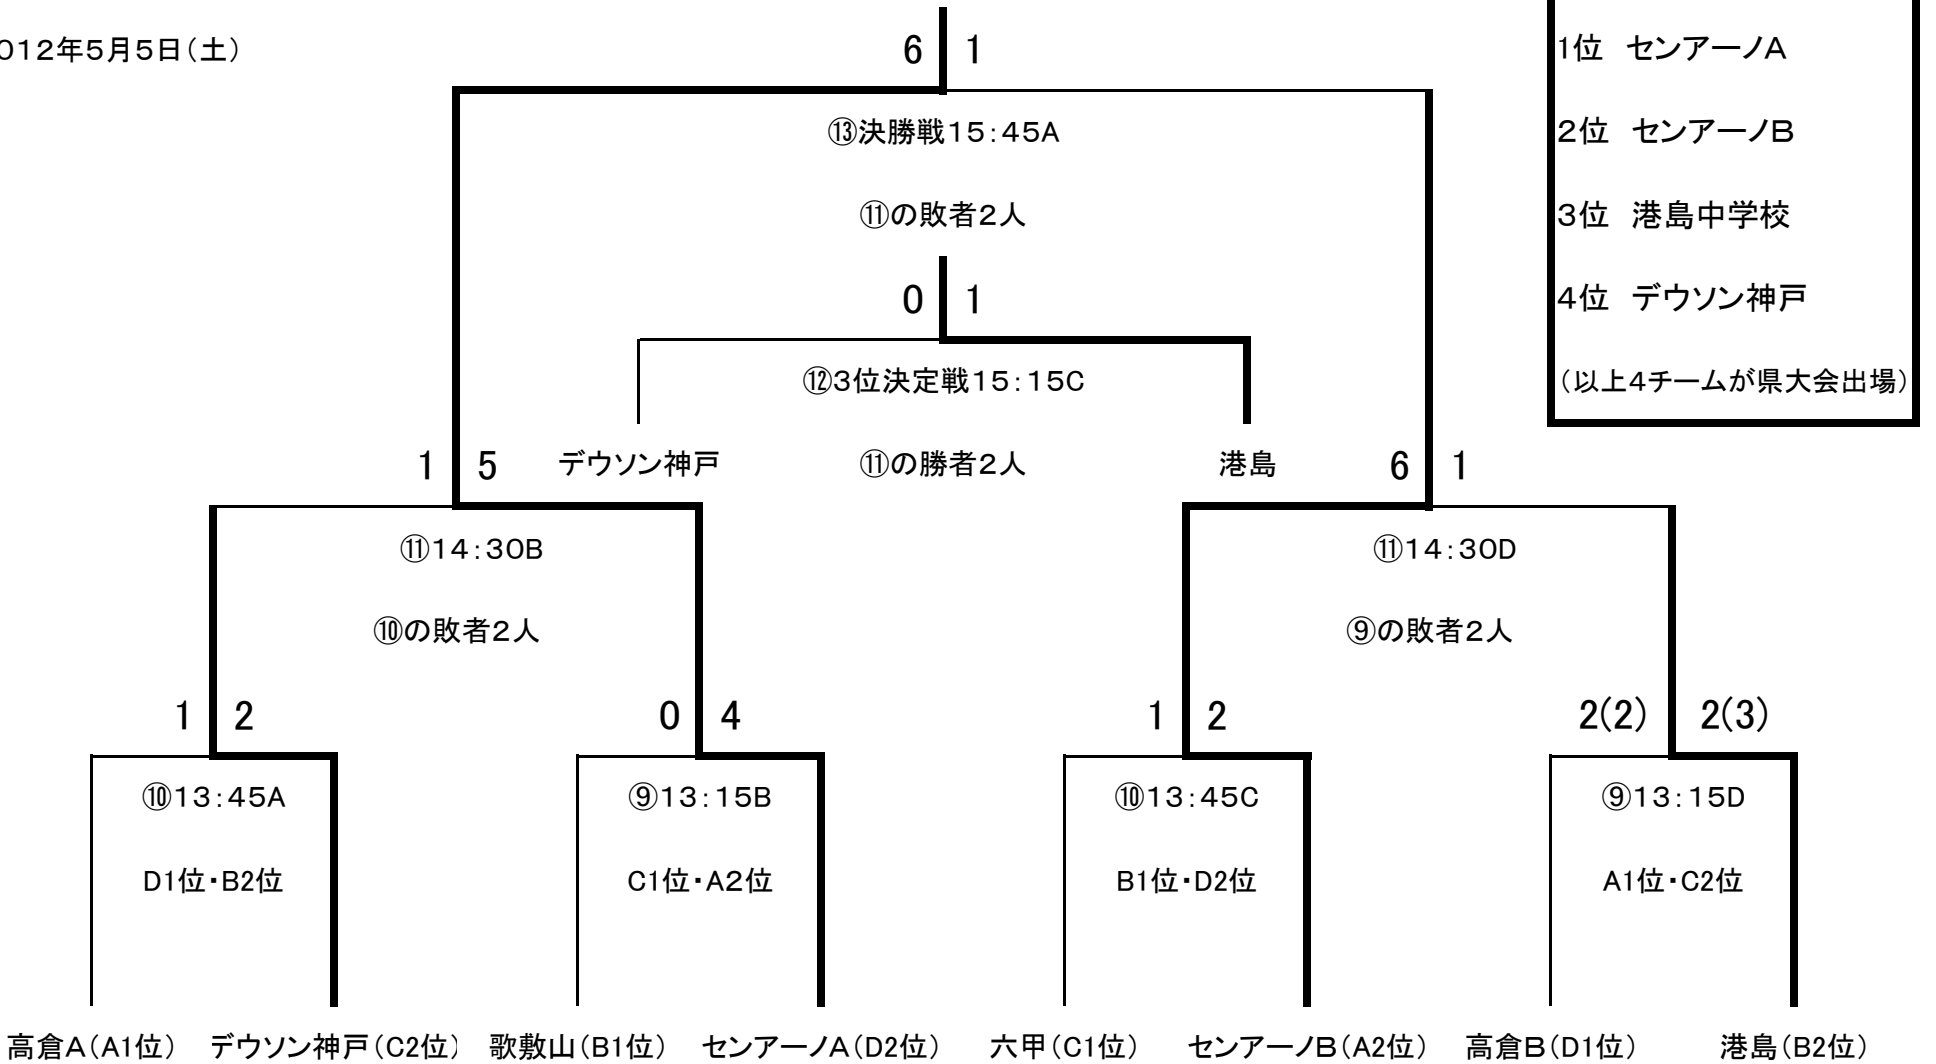 012年5月5日（土）
6 1
1位 センアーノA
⑬決勝戦15：45A
2位 センアーノB
⑪の敗者2人
3位 港島中学校
0 1
4位 デウソン神戸
⑫3位決定戦15：15C
（以上4チームが県大会出場）
1 5 デウソン神戸 ⑪の勝者2人 港島 6 1
⑪14：30B ⑪14：30D
⑩の敗者2人 ⑨の敗者2人
1 2 0 4 1 2 2(2) 2(3)
⑩13：45A ⑨13：15B ⑩13：45C ⑨13：15D
D1位・B2位 C1位・A2位 B1位・D2位 A1位・C2位
高倉A（A1位） デウソン神戸（C2位） 歌敷山（B1位） センアーノA（D2位） 六甲（C1位） センアーノB（A2位） 高倉B（D1位） 港島（B2位）